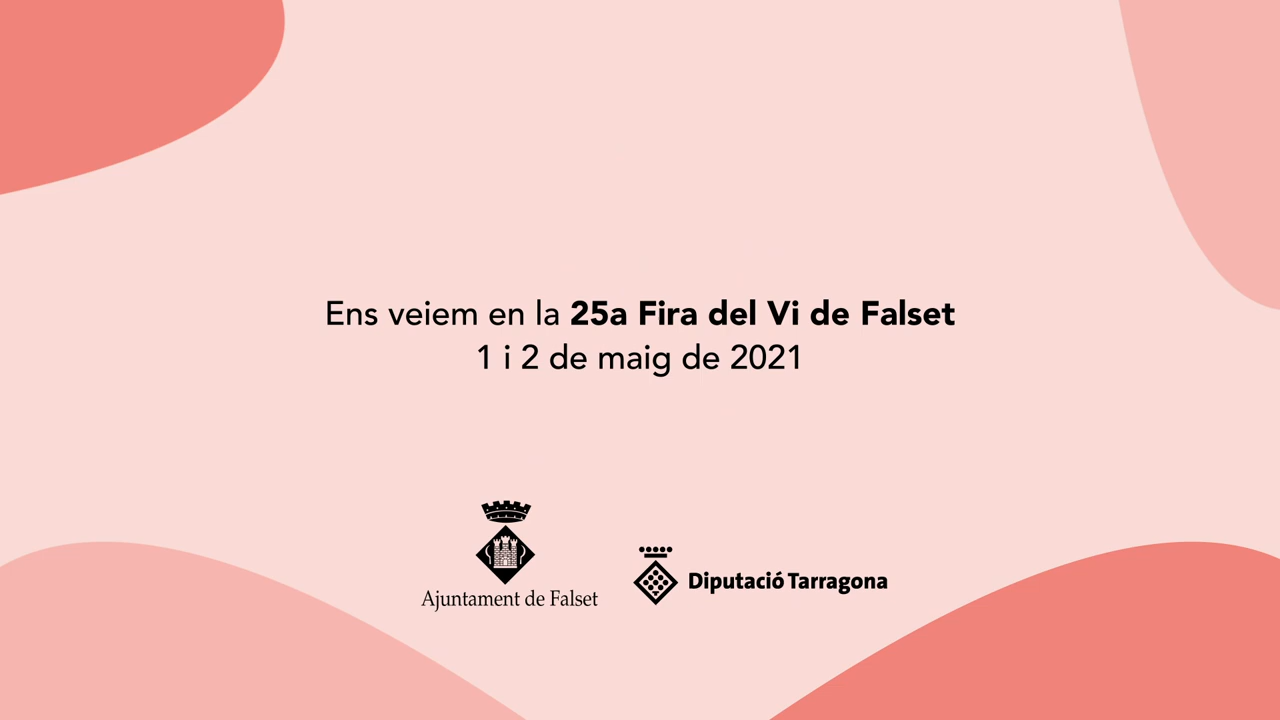 Ens veiem en la 25a Fira del Vi de Falset
1 i 2 de maig de 2021
Ajuntament de Falset
Diputació Tarragona